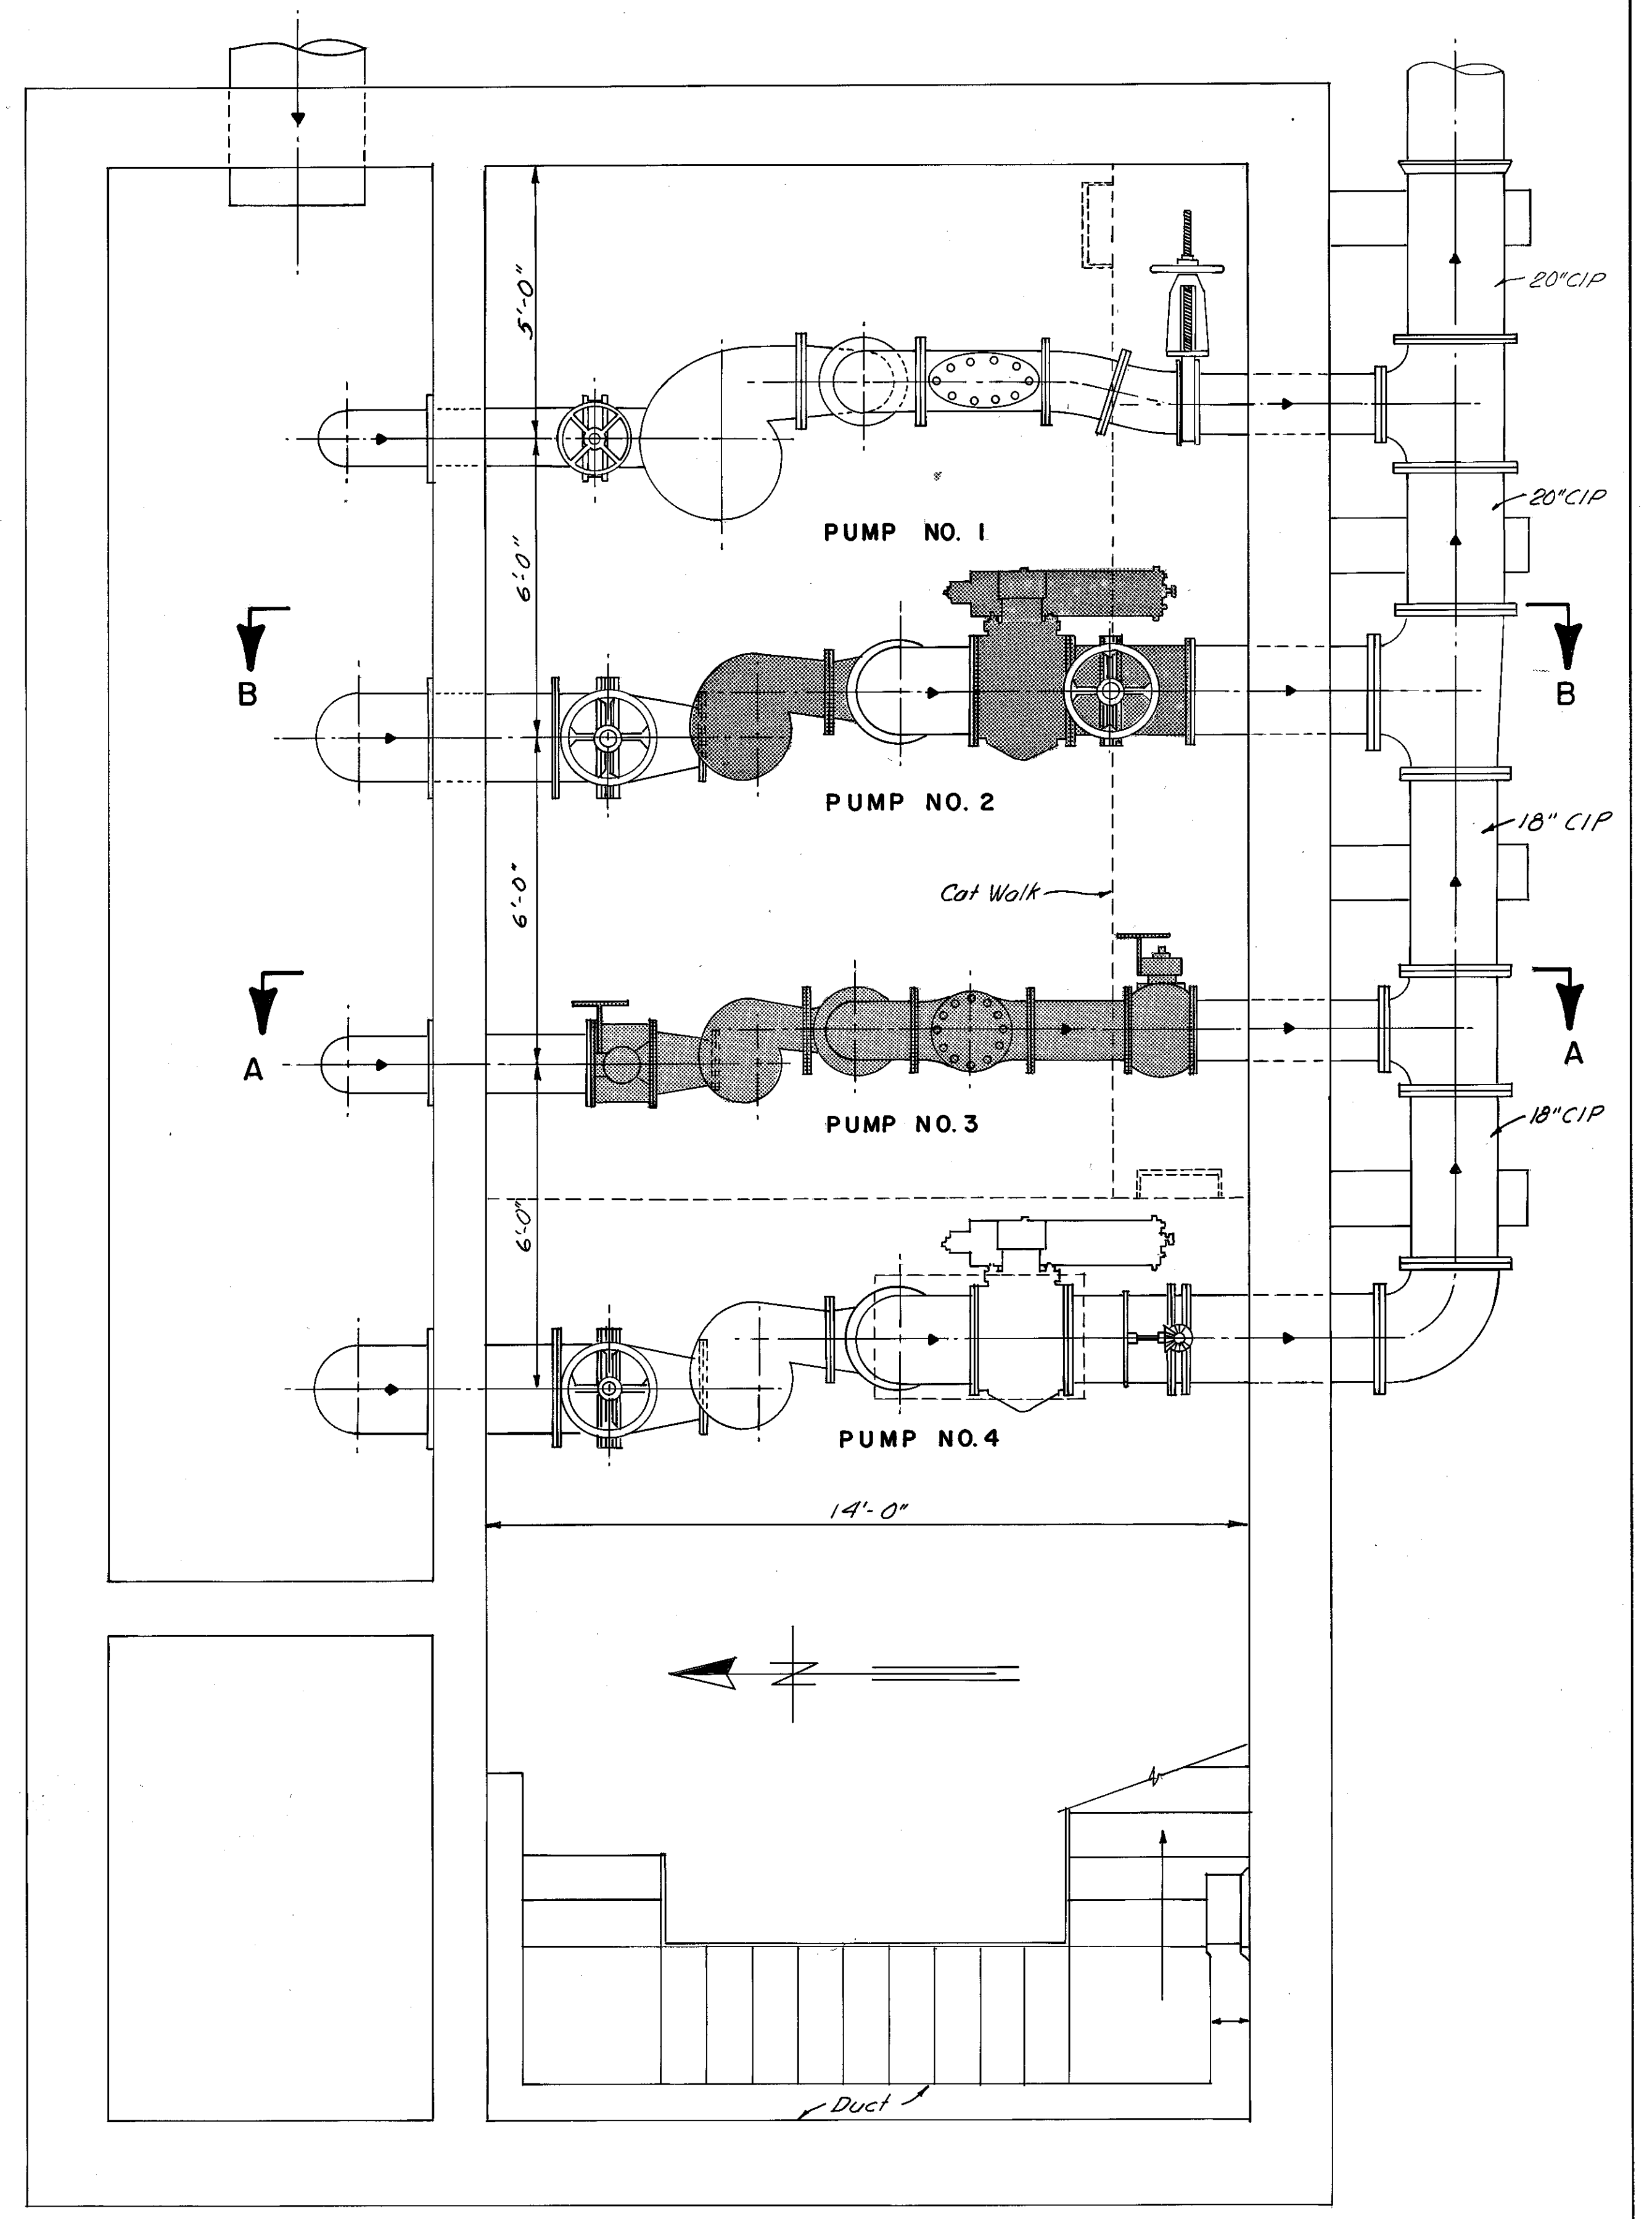 5'-0"
20"CIP
20"CIP
PUMP NO. 1
6'-0"
B
B
PUMP NO. 2
18" CIP
6'-0"
Cat Walk
A
A
PUMP NO. 3
18"CIP
6'-0"
PUMP NO. 4
14'-0"
N
Duct